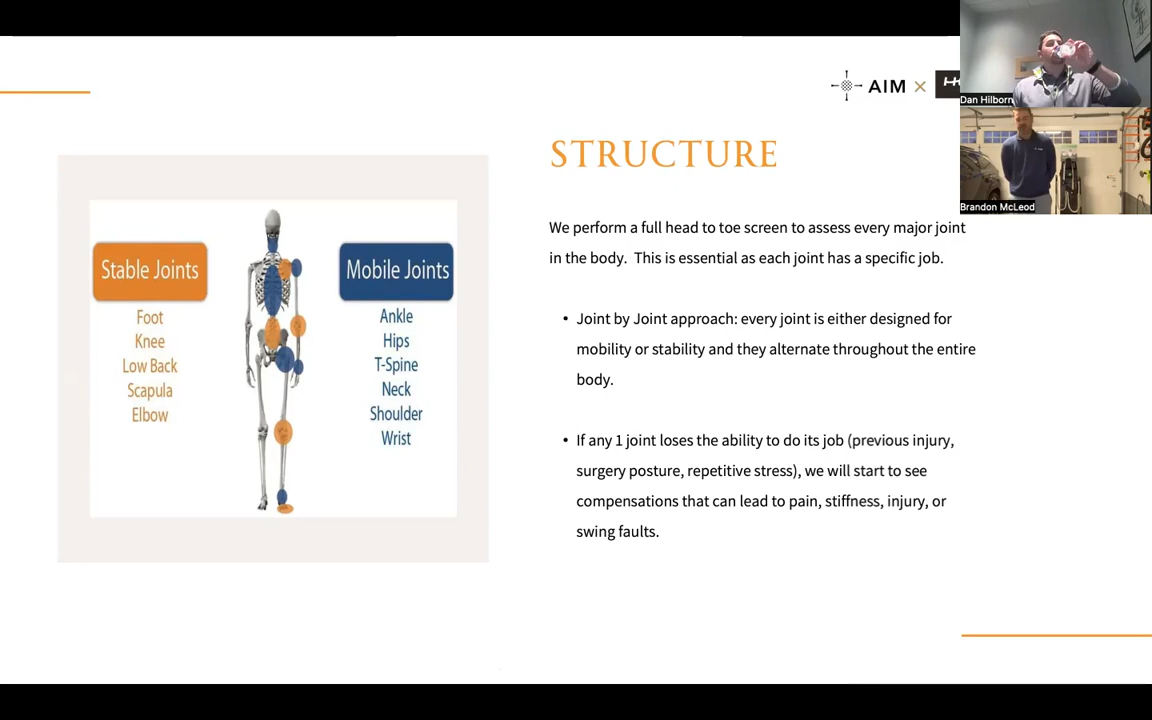 AIM ×
Dan Hilborn
Brandon McLeod
STRUCTURE
We perform a full head to toe screen to assess every major joint
in the body. This is essential as each joint has a specific job.
• Joint by Joint approach: every joint is either designed for
mobility or stability and they alternate throughout the entire
body.
• If any 1 joint loses the ability to do its job (previous injury,
surgery posture, repetitive stress), we will start to see
compensations that can lead to pain, stiffness, injury, or
swing faults.
Stable Joints
Foot
Knee
Low Back
Scapula
Elbow
Mobile Joints
Ankle
Hips
T-Spine
Neck
Shoulder
Wrist